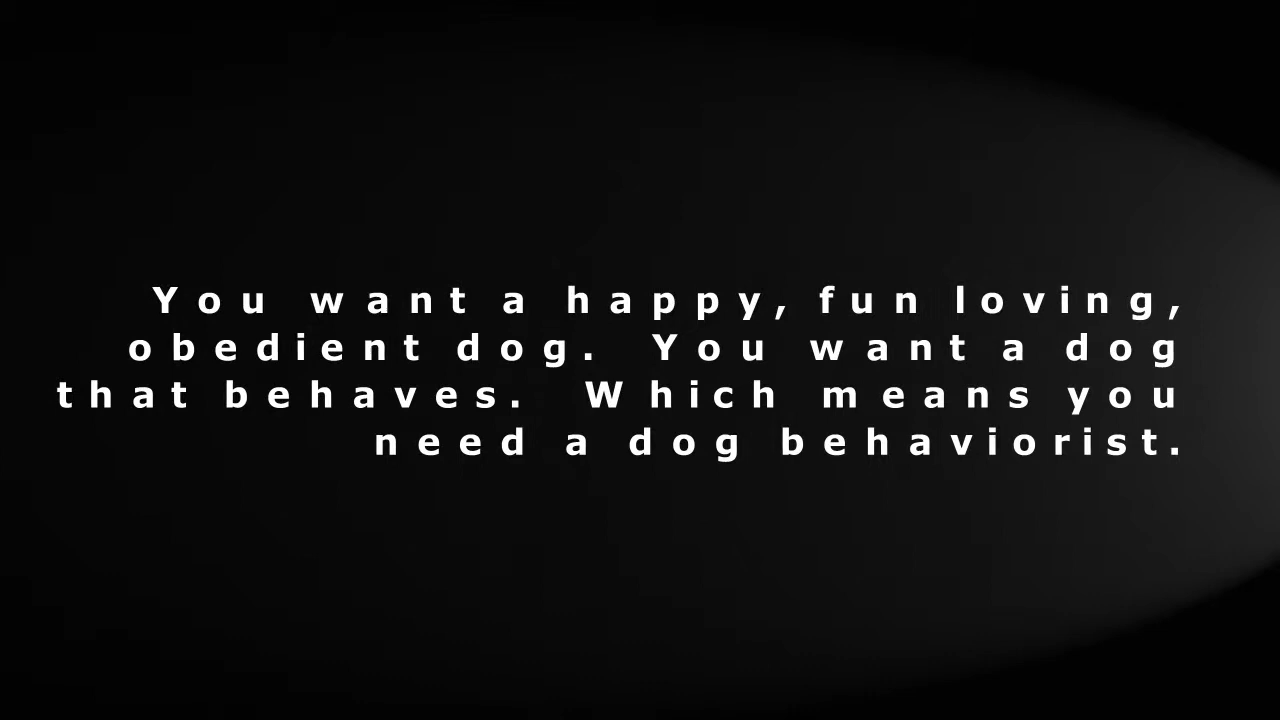 You want a happy, fun loving,
obedient dog. You want a dog
that behaves. Which means you
need a dog behaviorist.